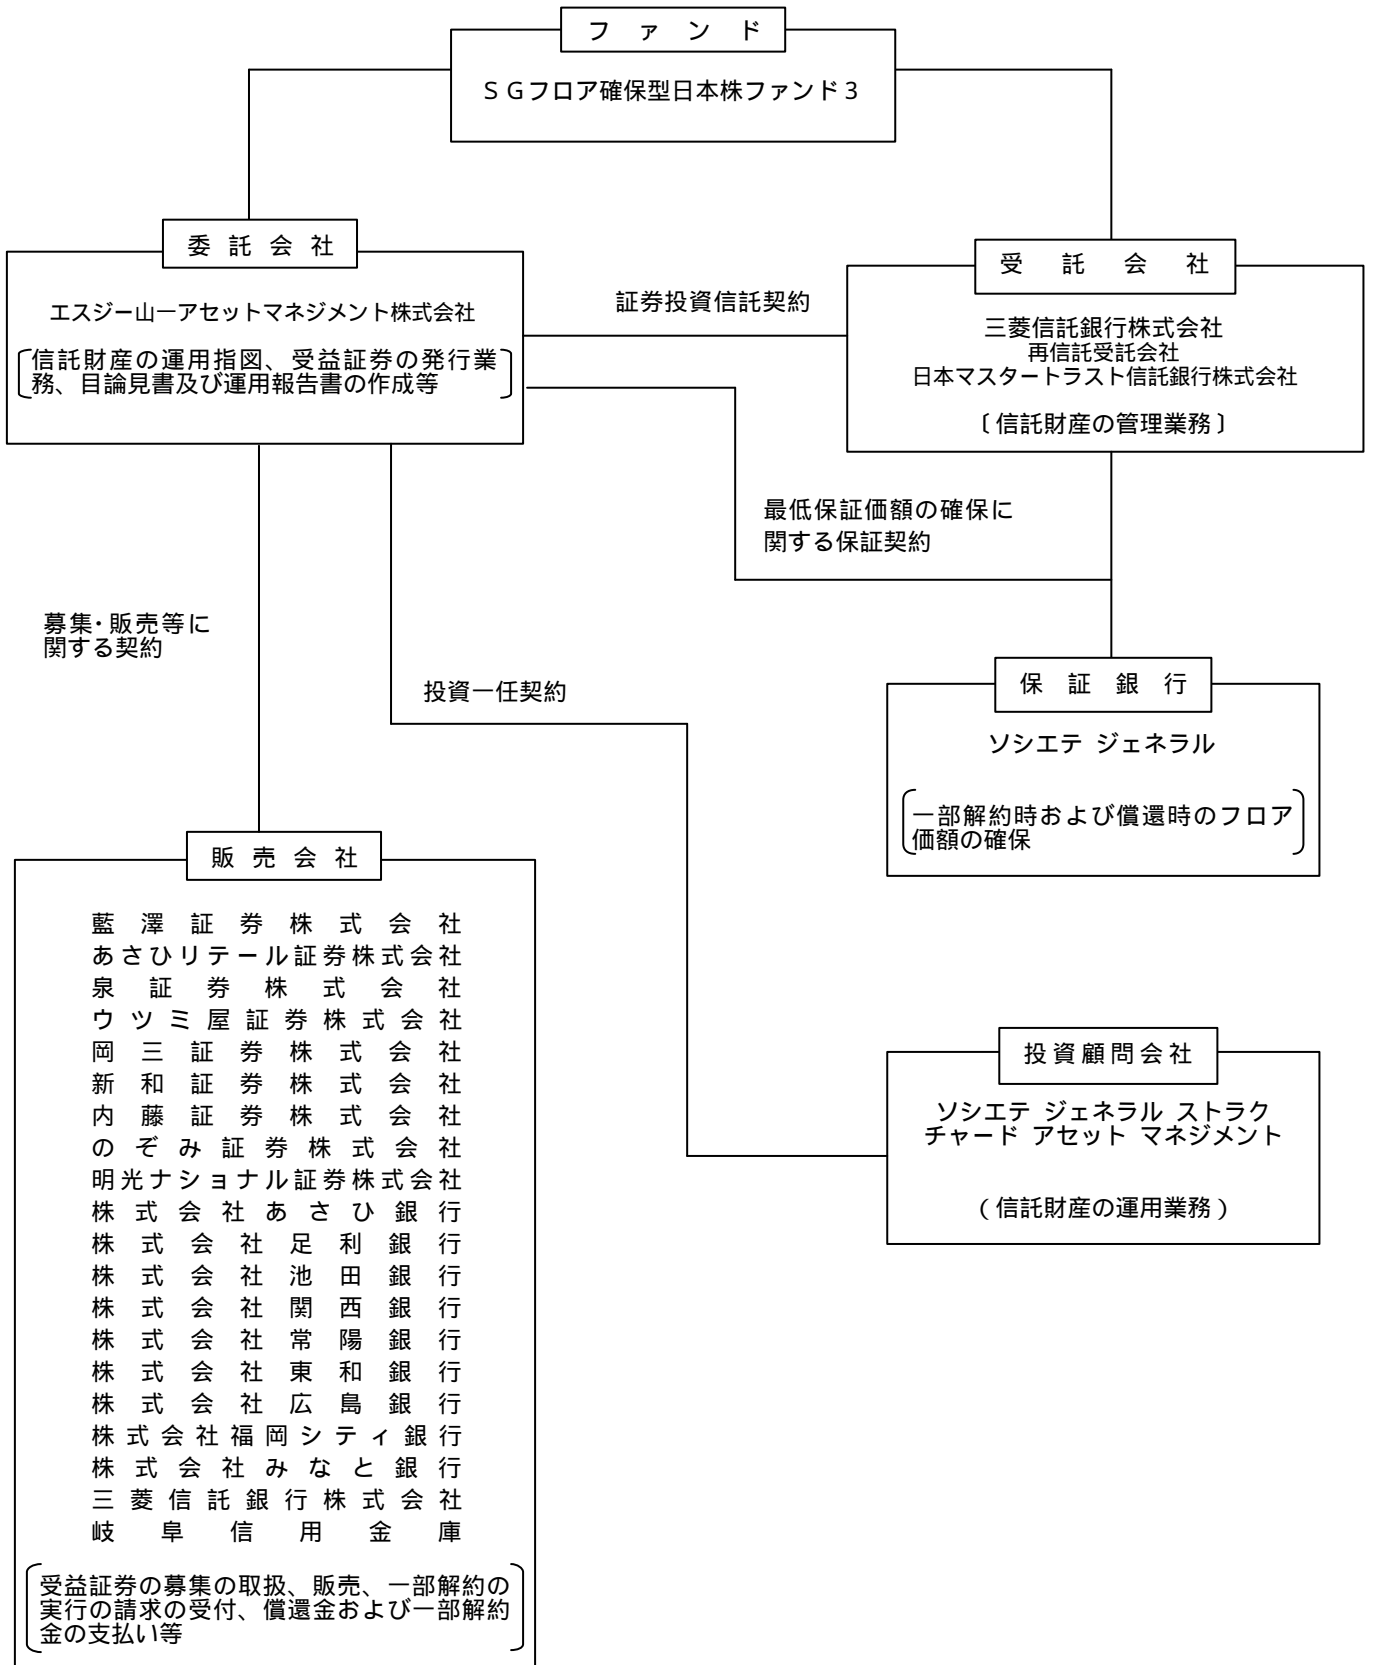 ファンド
ＳＧフロア確保型日本株ファンド３
委託会社
エスジー山一アセットマネジメント株式会社
信託財産の運用指図、受益証券の発行業
務、目論見書及び運用報告書の作成等
証券投資信託契約
受託会社
三菱信託銀行株式会社
再信託受託会社
日本マスタートラスト信託銀行株式会社
〔信託財産の管理業務〕
最低保証価額の確保に
関する保証契約
募集・販売等に
関する契約
投資一任契約
保証銀行
ソシエテ ジェネラル
一部解約時および償還時のフロア
価額の確保
販売会社
藍澤証券株式会社
あさひリテール証券株式会社
泉証券株式会社
ウツミ屋証券株式会社
岡三証券株式会社
新和証券株式会社
内藤証券株式会社
のぞみ証券株式会社
明光ナショナル証券株式会社
株式会社あさひ銀行
株式会社足利銀行
株式会社池田銀行
株式会社関西銀行
株式会社常陽銀行
株式会社東和銀行
株式会社広島銀行
株式会社福岡シティ銀行
株式会社みなと銀行
三菱信託銀行株式会社
岐阜信用金庫
受益証券の募集の取扱、販売、一部解約の
実行の請求の受付、償還金および一部解約
金の支払い等
投資顧問会社
ソシエテ ジェネラル ストラク
チャード アセット マネジメント
(信託財産の運用業務)